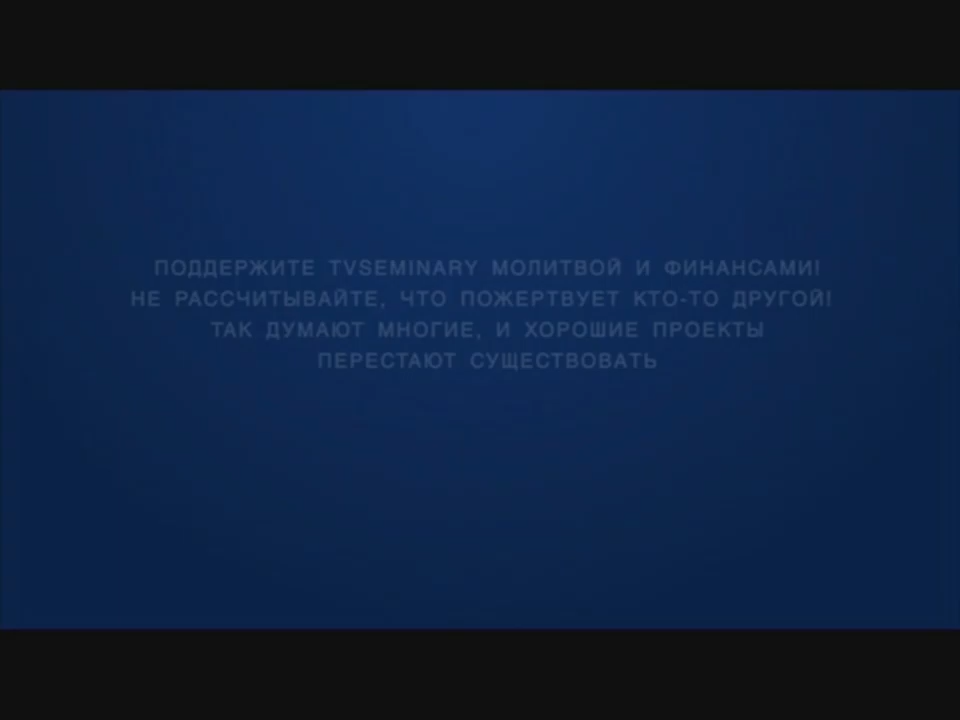 ПОДДЕРЖИТЕ TVSEMINARY МОЛИТВОЙ И ФИНАНСАМИ!
НЕ РАССЧИТЫВАЙТЕ, ЧТО ПОЖЕРТВУЕТ КТО-ТО ДРУГОЙ!
ТАК ДУМАЮТ МНОГИЕ, И ХОРОШИЕ ПРОЕКТЫ
ПЕРЕСТАЮТ СУЩЕСТВОВАТЬ